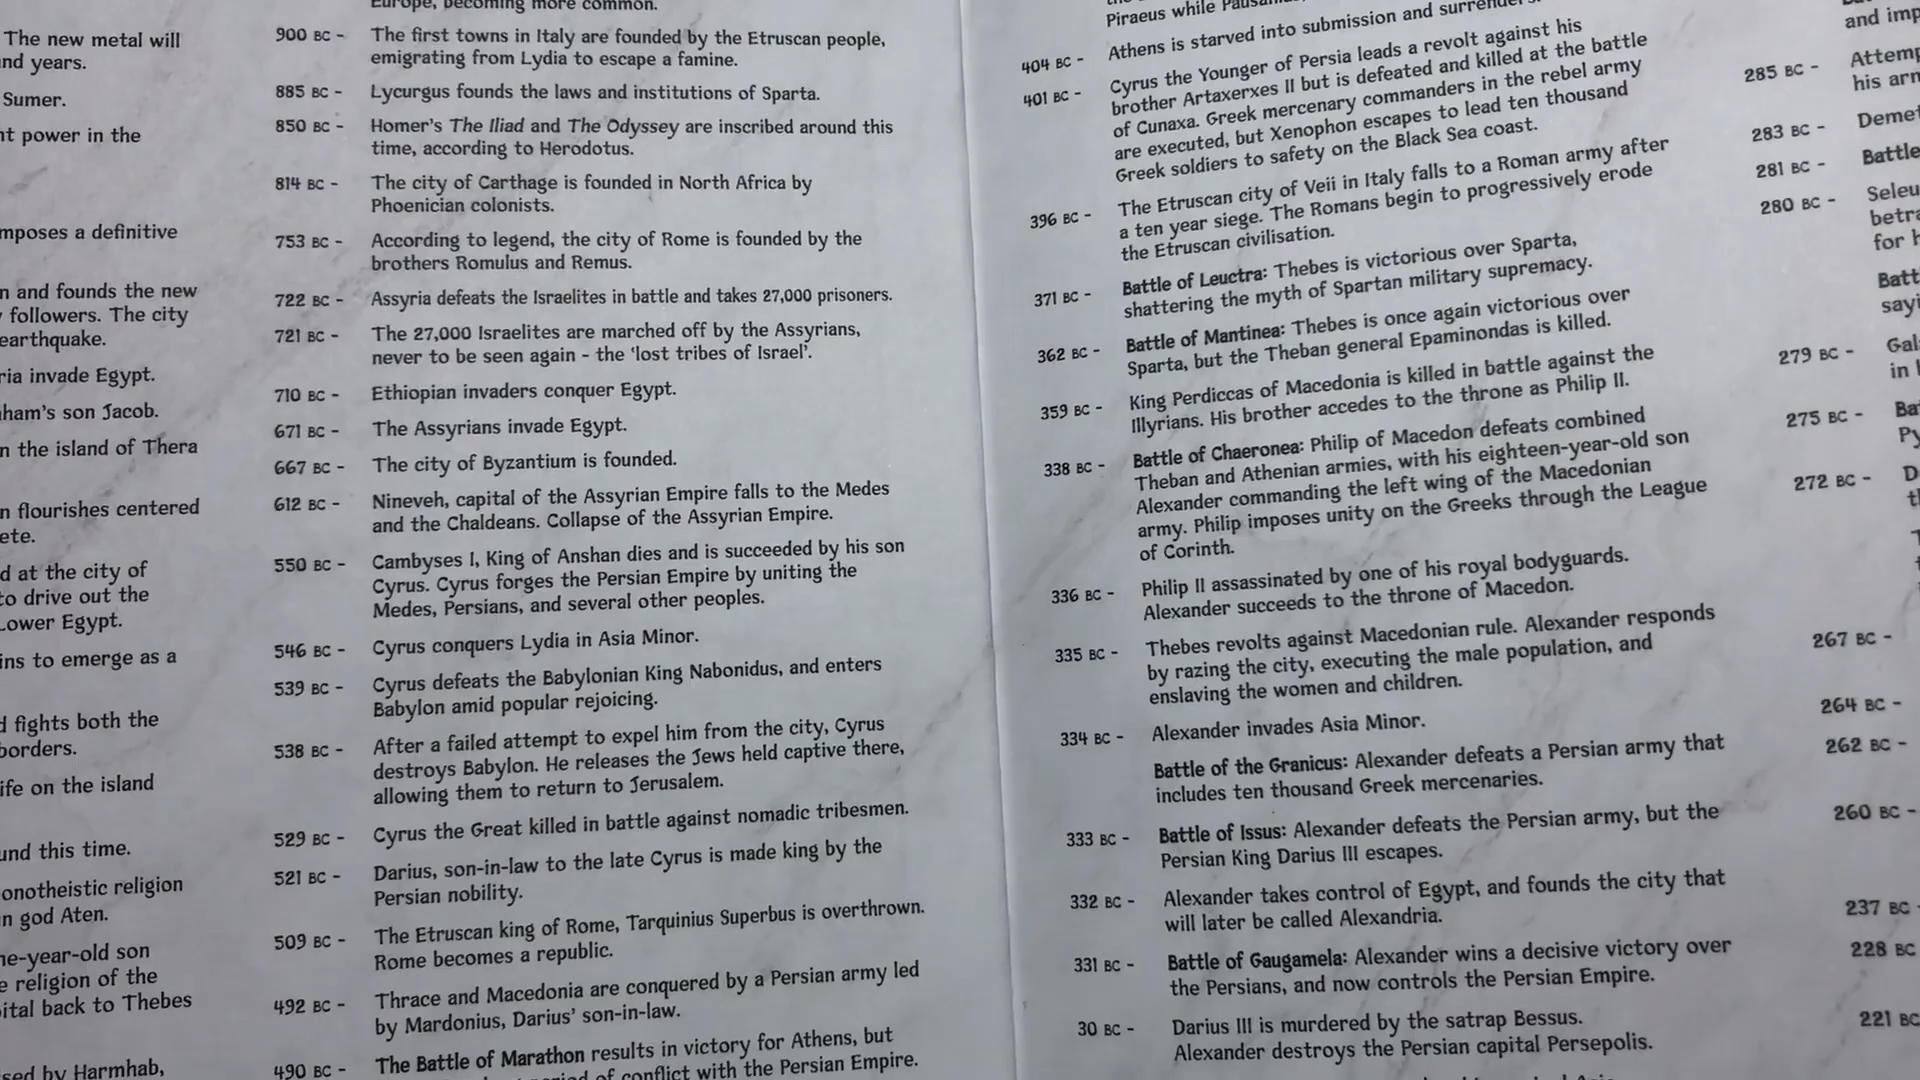 The new metal will
nd years.
Sumer.
nt power in the
mposes a definitive
n and founds the new
followers. The city
earthquake.
ria invade Egypt.
ham's son Jacob.
n the island of Thera
n flourishes centered
ete.
d at the city of
to drive out the
Lower Egypt.
ins to emerge as a
d fights both the
borders.
ife on the island
und this time.
onotheistic religion
n god Aten.
ne-year-old son
e religion of the
ital back to Thebes
sed by Harmhab,
Europe, becoming more common.
900 BC - The first towns in Italy are founded by the Etruscan people,
emigrating from Lydia to escape a famine.
885 BC - Lycurgus founds the laws and institutions of Sparta.
850 BC - Homer's The Iliad and The Odyssey are inscribed around this
time, according to Herodotus.
814 BC - The city of Carthage is founded in North Africa by
Phoenician colonists.
753 BC - According to legend, the city of Rome is founded by the
brothers Romulus and Remus.
722 BC - Assyria defeats the Israelites in battle and takes 27,000 prisoners.
721 BC - The 27,000 Israelites are marched off by the Assyrians,
never to be seen again - the 'lost tribes of Israel'.
710 BC - Ethiopian invaders conquer Egypt.
671 BC - The Assyrians invade Egypt.
667 BC - The city of Byzantium is founded.
612 BC - Nineveh, capital of the Assyrian Empire falls to the Medes
and the Chaldeans. Collapse of the Assyrian Empire.
550 BC - Cambyses I, King of Anshan dies and is succeeded by his son
Cyrus. Cyrus forges the Persian Empire by uniting the
Medes, Persians, and several other peoples.
546 BC - Cyrus conquers Lydia in Asia Minor.
539 BC - Cyrus defeats the Babylonian King Nabonidus, and enters
Babylon amid popular rejoicing.
538 BC - After a failed attempt to expel him from the city, Cyrus
destroys Babylon. He releases the Jews held captive there,
allowing them to return to Jerusalem.
529 BC - Cyrus the Great killed in battle against nomadic tribesmen.
521 BC - Darius, son-in-law to the late Cyrus is made king by the
Persian nobility.
509 BC - The Etruscan king of Rome, Tarquinius Superbus is overthrown.
Rome becomes a republic.
492 BC - Thrace and Macedonia are conquered by a Persian army led
by Mardonius, Darius' son-in-law.
490 BC - The Battle of Marathon results in victory for Athens, but
of conflict with the Persian Empire.
Piraeus while
404 BC - Athens is starved into submission and
401 BC - Cyrus the Younger of Persia leads a revolt against his
brother Artaxerxes II but is defeated and killed at the battle
of Cunaxa. Greek mercenary commanders in the rebel army
are executed, but Xenophon escapes to lead ten thousand
Greek soldiers to safety on the Black Sea coast.
396 BC - The Etruscan city of Veii in Italy falls to a Roman army after
a ten year siege. The Romans begin to progressively erode
the Etruscan civilisation.
371 BC - Battle of Leuctra: Thebes is victorious over Sparta,
shattering the myth of Spartan military supremacy.
362 BC - Battle of Mantinea: Thebes is once again victorious over
Sparta, but the Theban general Epaminondas is killed.
359 BC - King Perdiccas of Macedonia is killed in battle against the
Illyrians. His brother accedes to the throne as Philip II.
338 BC - Battle of Chaeronea: Philip of Macedon defeats combined
Theban and Athenian armies, with his eighteen-year-old son
Alexander commanding the left wing of the Macedonian
army. Philip imposes unity on the Greeks through the League
of Corinth.
336 BC - Philip II assassinated by one of his royal bodyguards.
Alexander succeeds to the throne of Macedon.
335 BC - Thebes revolts against Macedonian rule. Alexander responds
by razing the city, executing the male population, and
enslaving the women and children.
334 BC - Alexander invades Asia Minor.
Battle of the Granicus: Alexander defeats a Persian army that
includes ten thousand Greek mercenaries.
333 BC - Battle of Issus: Alexander defeats the Persian army, but the
Persian King Darius III escapes.
332 BC - Alexander takes control of Egypt, and founds the city that
will later be called Alexandria.
331 BC - Battle of Gaugamela: Alexander wins a decisive victory over
the Persians, and now controls the Persian Empire.
30 BC - Darius III is murdered by the satrap Bessus.
Alexander destroys the Persian capital Persepolis.
and imp
285 BC - Attemp
his arm
283 BC - Demet
281 BC - Battle
280 BC - Seleu
betra
for h
Batt
sayi
279 BC - Gal
in
275 BC - Ba
Py
272 BC - D
th
267 BC -
264 BC -
262 BC -
260 BC -
237 BC -
228 BC
221 BC